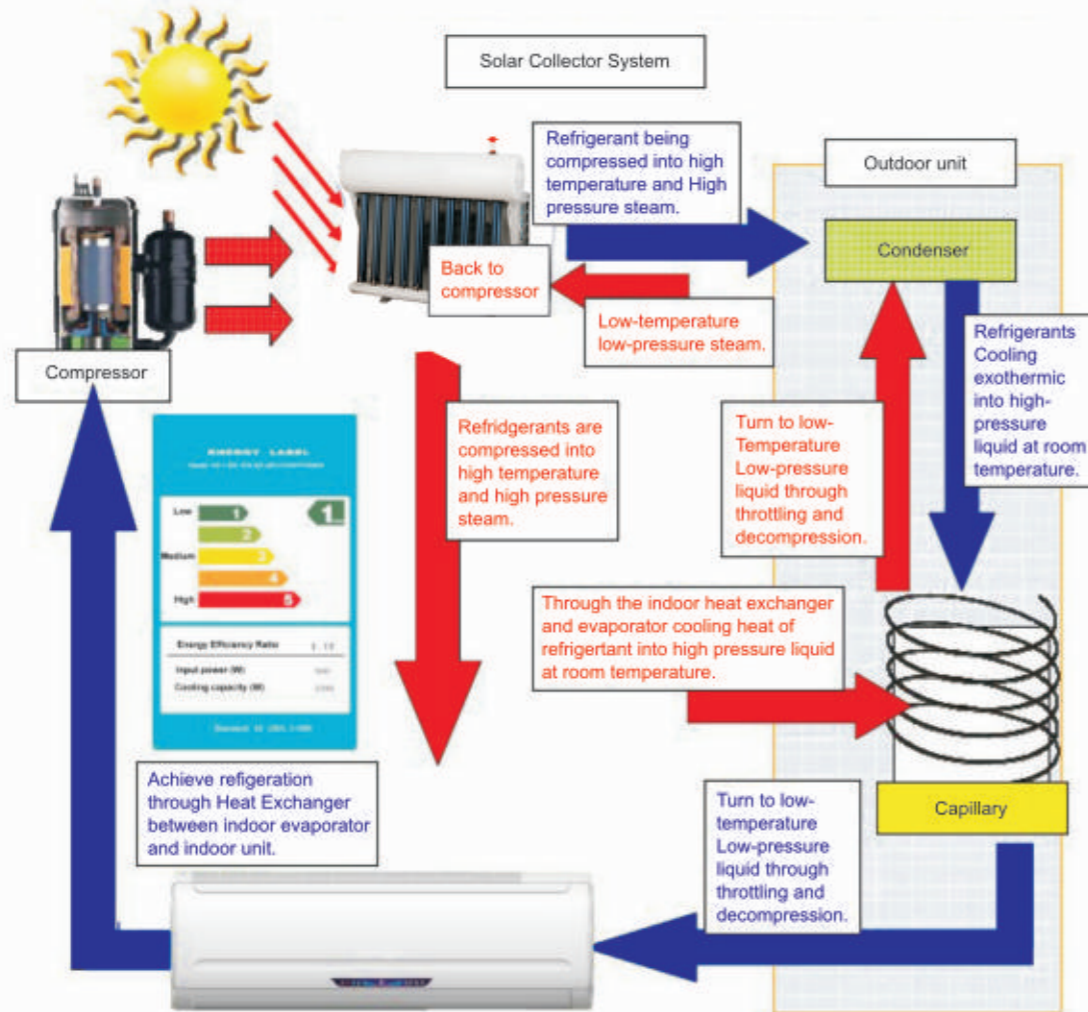 Solar Collector System
Refrigerant being
compressed into high
temperature and High
pressure steam.
Outdoor unit
Condenser
Back to
compressor
Low-temperature
low-pressure steam.
Refrigerants
Cooling
exothermic
into high-
pressure
liquid at room
temperature.
Compressor
Refridgerants are
compressed into
high temperature
and high pressure
steam.
Turn to low-
Temperature
Low-pressure
liquid through
throttling and
decompression.
ENERGY LABEL
Low
1
1
2
Medium
3
4
High
5
Energy Efficiency Ratio
Input power (W)
Cooling capacity (W)
Through the indoor heat exchanger
and evaporator cooling heat of
refrigertant into high pressure liquid
at room temperature.
Achieve refigeration
through Heat Exchanger
between indoor evaporator
and indoor unit.
Capillary
Turn to low-
temperature
Low-pressure
liquid through
throttling and
decompression.